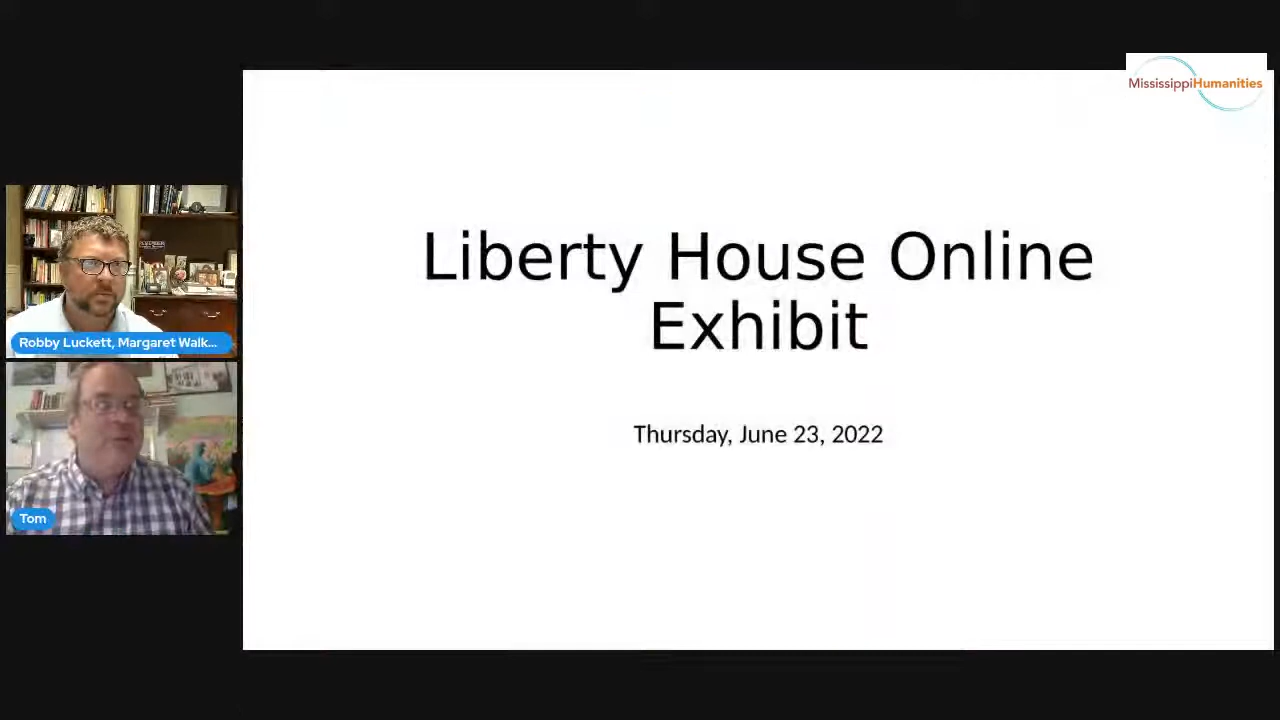 MississippiHumanities
Liberty House Online
Exhibit
Thursday, June 23, 2022
Robby Luckett, Margaret Walk...
Tom